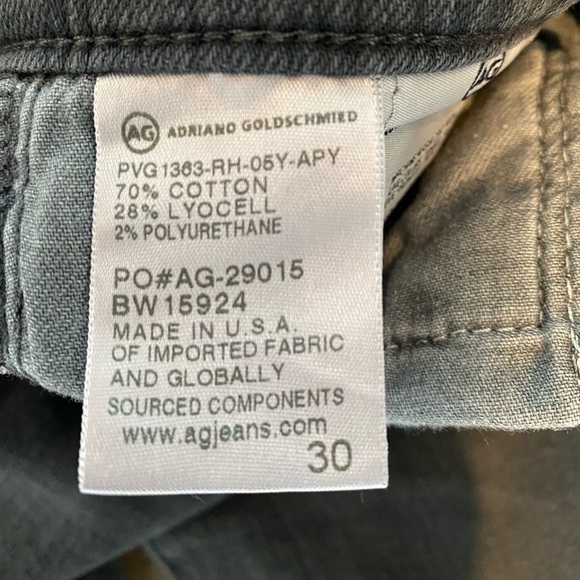 AG ADRIANO GOLDSCHMIED
PVG1363-RH-05Y-APY
70% COTTON
28% LYOCELL
2% POLYURETHANE
PO#AG-29015
BW15924
MADE IN U.S.A.
OF IMPORTED FABRIC
AND GLOBALLY
SOURCED COMPONENTS
www.agjeans.com
30
AG